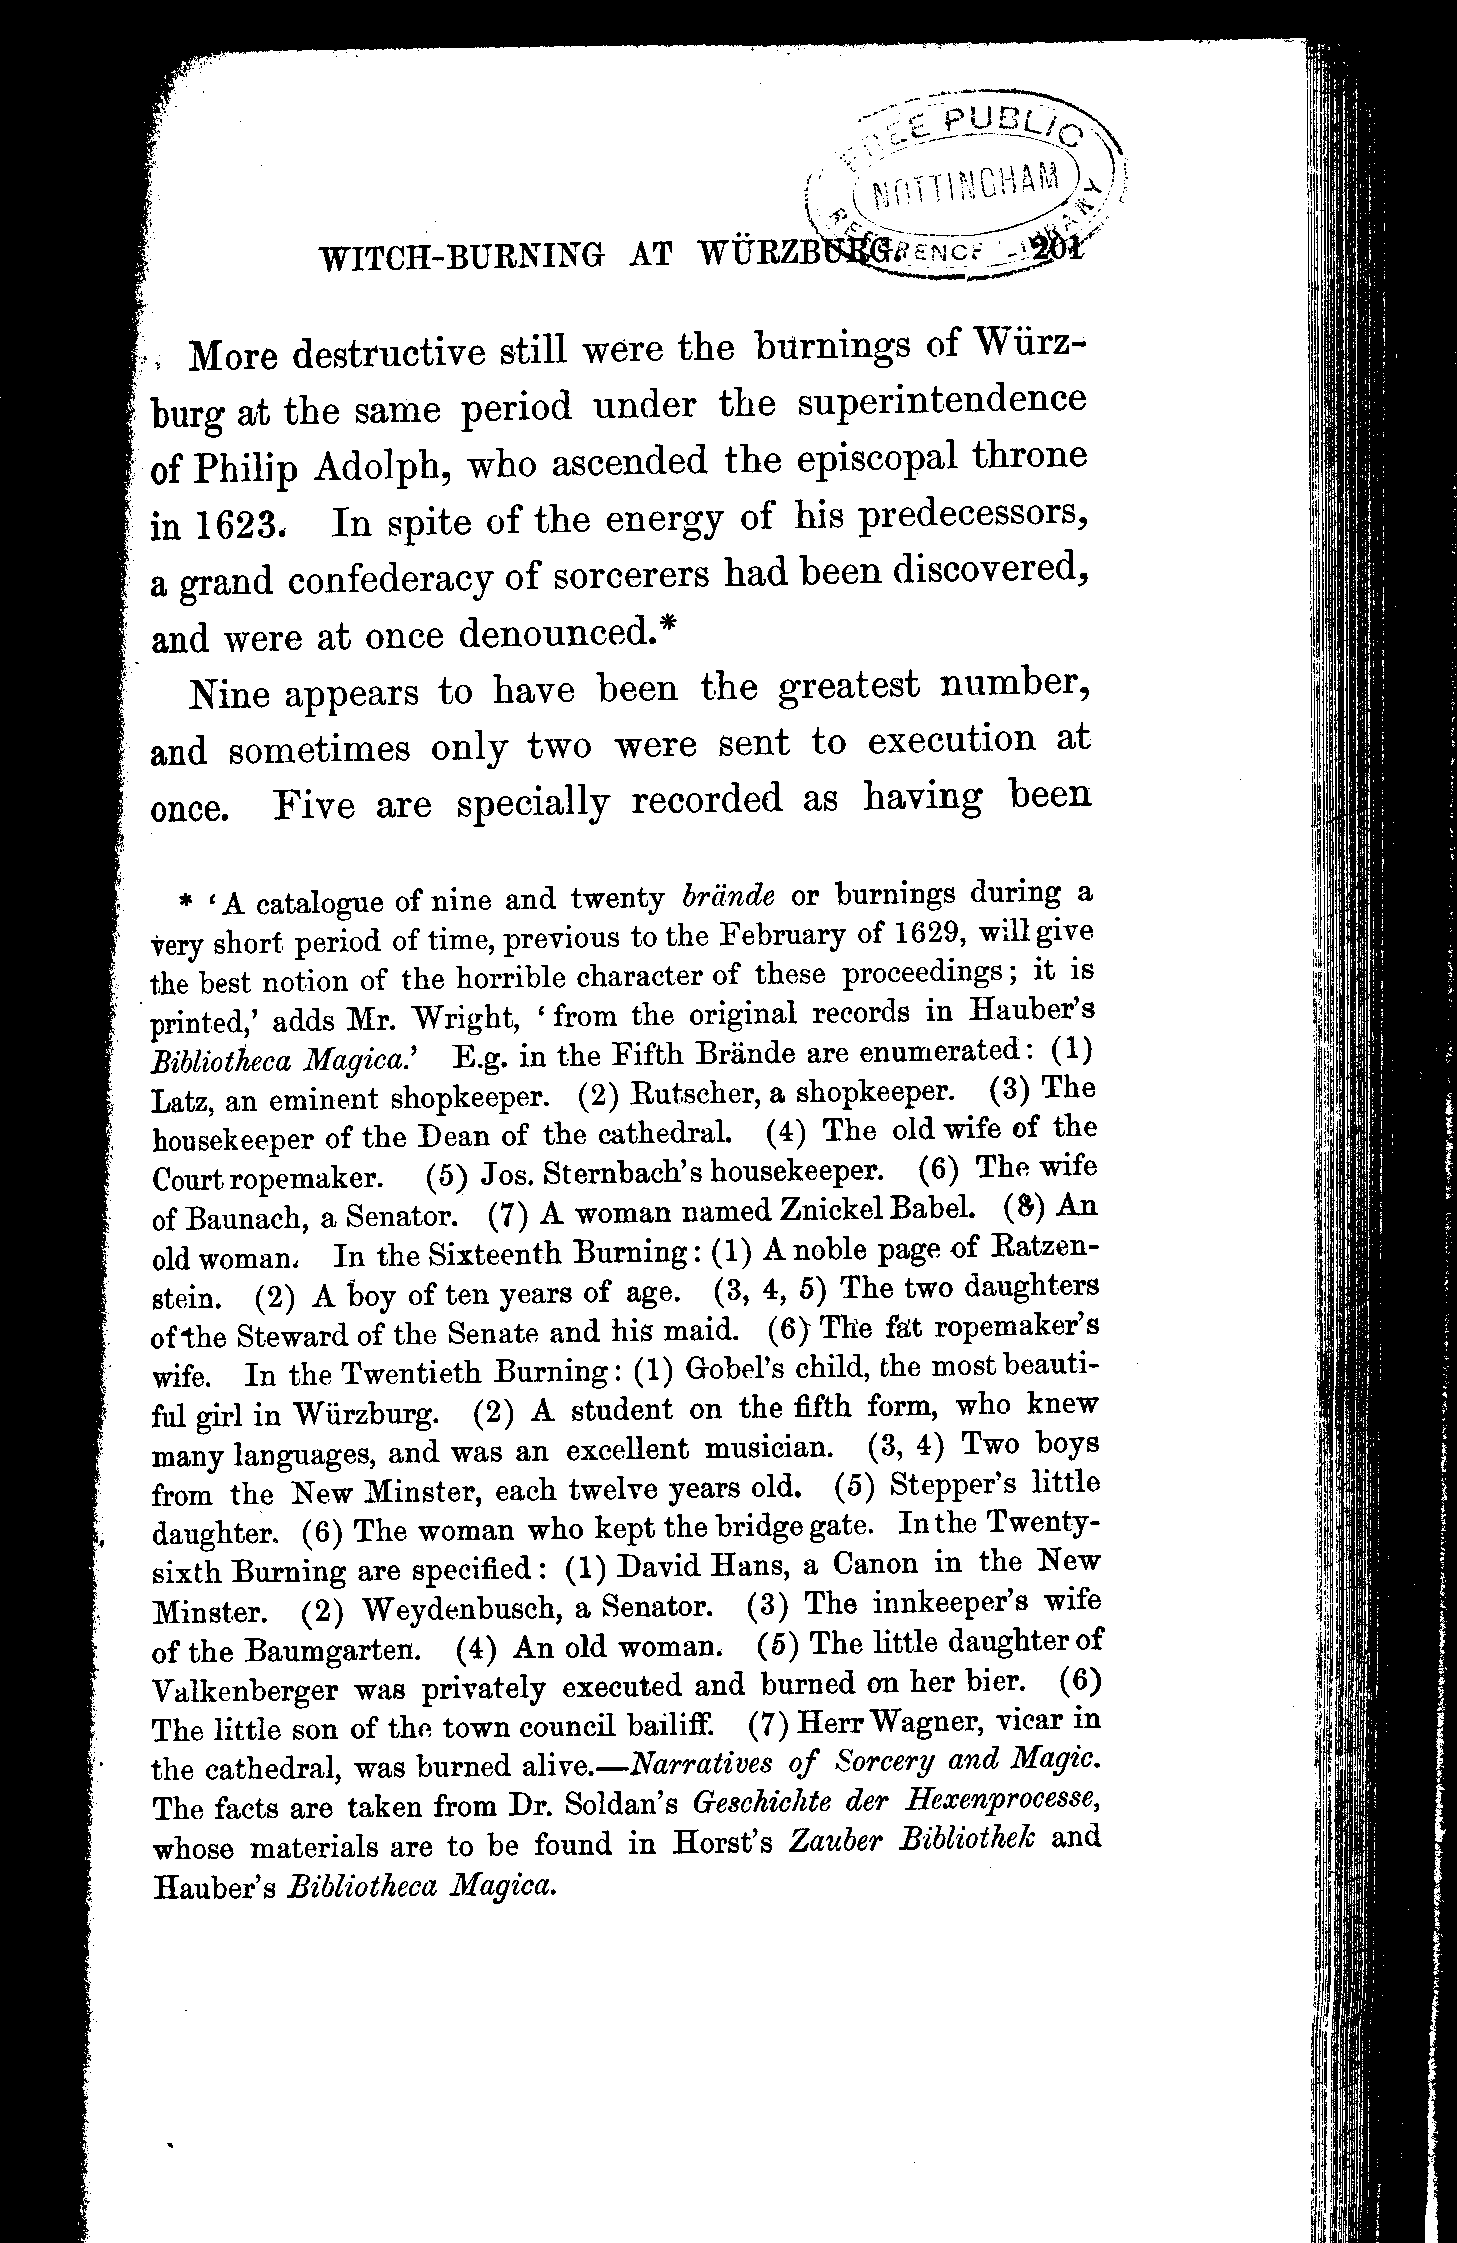 FREE PUBLIC
NOTTINGHAM
REFERENCE LIBRARY
WITCH-BURNING AT WÜRZBURG. 201
More destructive still were the burnings of Würz-
burg at the same period under the superintendence
of Philip Adolph, who ascended the episcopal throne
in 1623. In spite of the energy of his predecessors,
a grand confederacy of sorcerers had been discovered,
and were at once denounced.*
Nine appears to have been the greatest number,
and sometimes only two were sent to execution at
once. Five are specially recorded as having been
* ‘A catalogue of nine and twenty brände or burnings during a
very short period of time, previous to the February of 1629, will give
the best notion of the horrible character of these proceedings; it is
printed,’ adds Mr. Wright, ‘from the original records in Hauber’s
Bibliotheca Magica.’ E.g. in the Fifth Brände are enumerated: (1)
Latz, an eminent shopkeeper. (2) Rutscher, a shopkeeper. (3) The
housekeeper of the Dean of the cathedral. (4) The old wife of the
Court ropemaker. (5) Jos. Sternbach’s housekeeper. (6) The wife
of Baunach, a Senator. (7) A woman named Znickel Babel. (8) An
old woman. In the Sixteenth Burning: (1) A noble page of Ratzen-
stein. (2) A boy of ten years of age. (3, 4, 5) The two daughters
of the Steward of the Senate and his maid. (6) The fat ropemaker’s
wife. In the Twentieth Burning: (1) Gobel’s child, the most beauti-
ful girl in Würzburg. (2) A student on the fifth form, who knew
many languages, and was an excellent musician. (3, 4) Two boys
from the New Minster, each twelve years old. (5) Stepper’s little
daughter. (6) The woman who kept the bridge gate. In the Twenty-
sixth Burning are specified: (1) David Hans, a Canon in the New
Minster. (2) Weydenbusch, a Senator. (3) The innkeeper’s wife
of the Baumgarten. (4) An old woman. (5) The little daughter of
Valkenberger was privately executed and burned on her bier. (6)
The little son of the town council bailiff. (7) Herr Wagner, vicar in
the cathedral, was burned alive.—Narratives of Sorcery and Magic.
The facts are taken from Dr. Soldan’s Geschichte der Hexenprocesse,
whose materials are to be found in Horst’s Zauber Bibliothek and
Hauber’s Bibliotheca Magica.